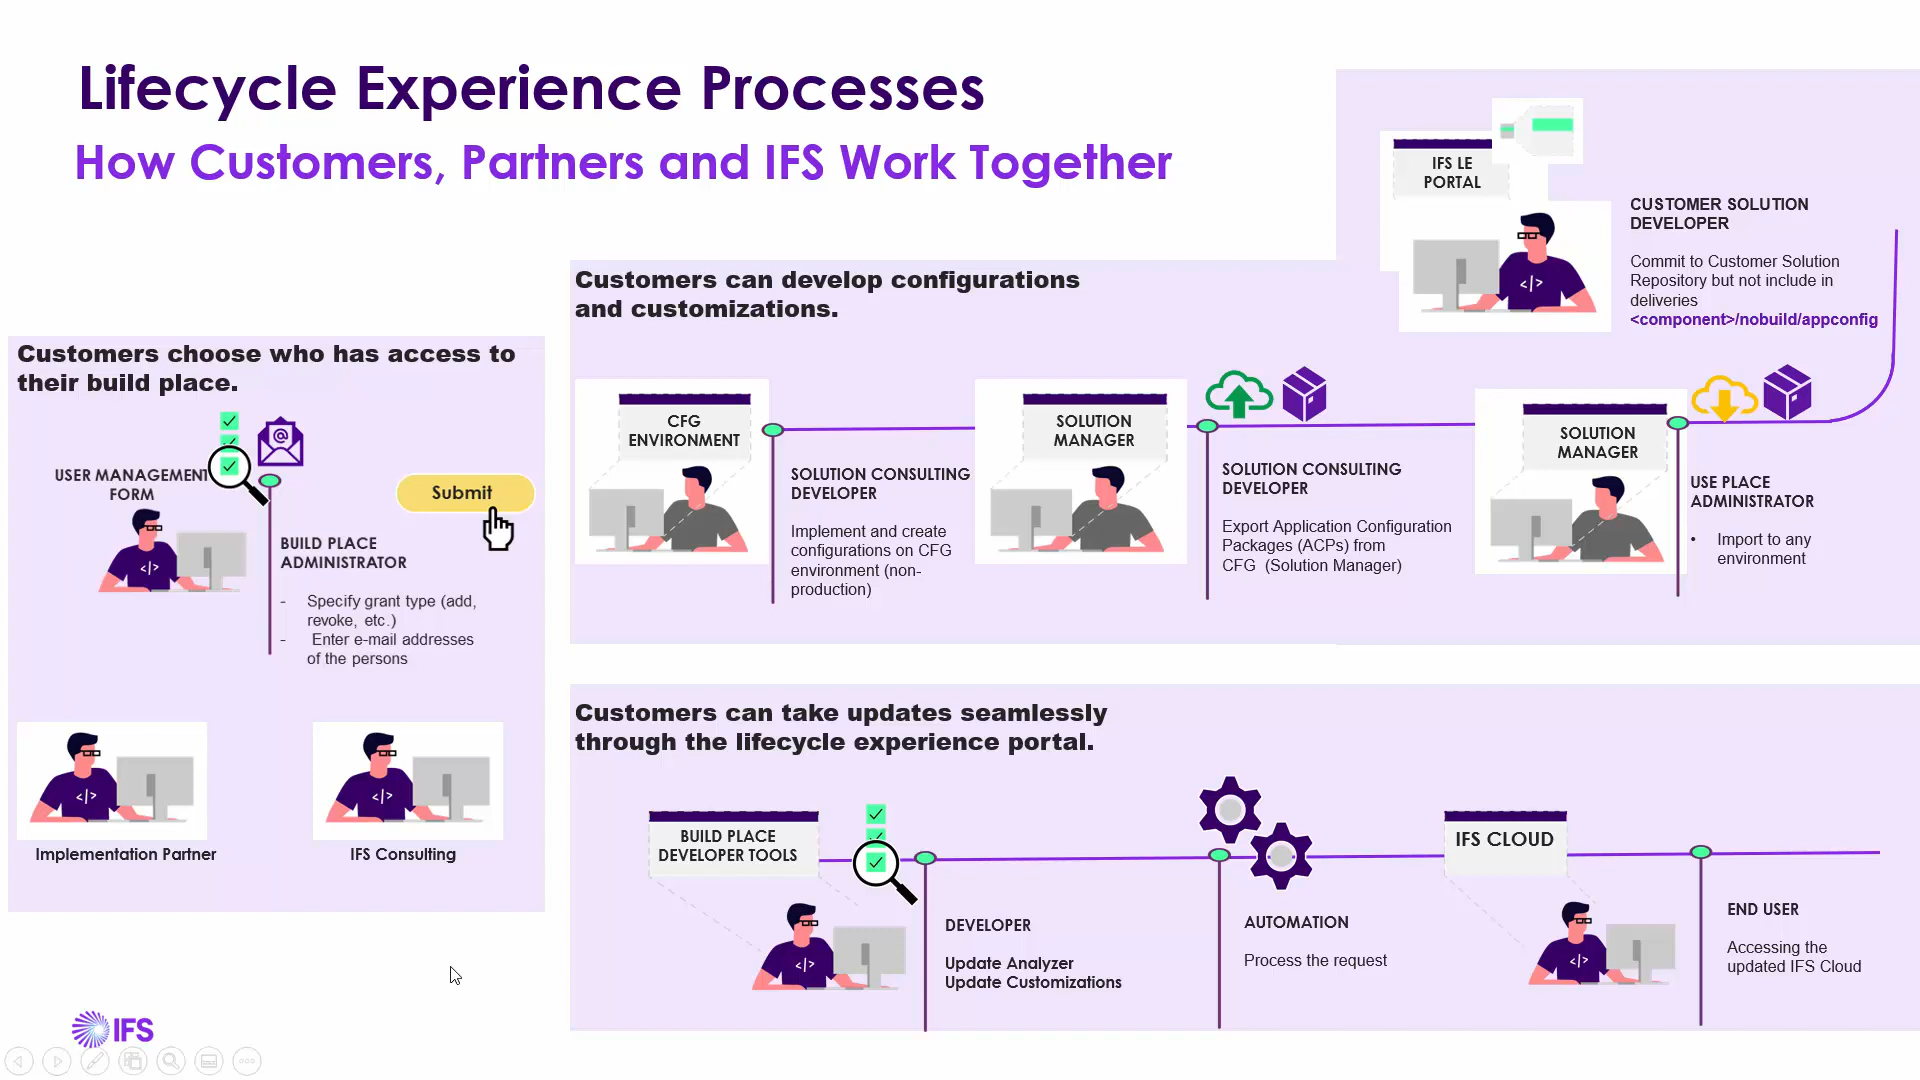 Lifecycle Experience Processes
How Customers, Partners and IFS Work Together
Customers choose who has access to
their build place.
USER MANAGEMENT
FORM
@
Submit
</>
BUILD PLACE
ADMINISTRATOR
- Specify grant type (add,
revoke, etc.)
- Enter e-mail addresses
of the persons
</>
</>
Implementation Partner
IFS Consulting
Customers can develop configurations
and customizations.
CFG
ENVIRONMENT
SOLUTION CONSULTING
DEVELOPER
Implement and create
configurations on CFG
environment (non-
production)
SOLUTION
MANAGER
SOLUTION CONSULTING
DEVELOPER
Export Application Configuration
Packages (ACPs) from
CFG (Solution Manager)
SOLUTION
MANAGER
USE PLACE
ADMINISTRATOR
• Import to any
environment
IFS LE
PORTAL
</>
CUSTOMER SOLUTION
DEVELOPER
Commit to Customer Solution
Repository but not include in
deliveries
<component>/nobuild/appconfig
Customers can take updates seamlessly
through the lifecycle experience portal.
BUILD PLACE
DEVELOPER TOOLS
</>
DEVELOPER
Update Analyzer
Update Customizations
AUTOMATION
Process the request
IFS CLOUD
</>
END USER
Accessing the
updated IFS Cloud
IFS